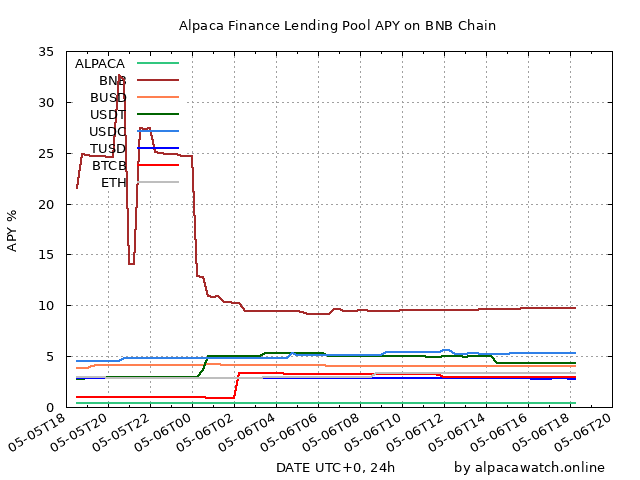 Alpaca Finance Lending Pool APY on BNB Chain
APY %
35
30
25
20
15
10
5
0
ALPACA
BNB
BUSD
USDT
USDC
TUSD
BTCB
ETH
05-05T18
05-05T20
05-05T22
05-06T00
05-06T02
05-06T04
05-06T06
05-06T08
05-06T10
05-06T12
05-06T14
05-06T16
05-06T18
05-06T20
DATE UTC+0, 24h
by alpacawatch.online